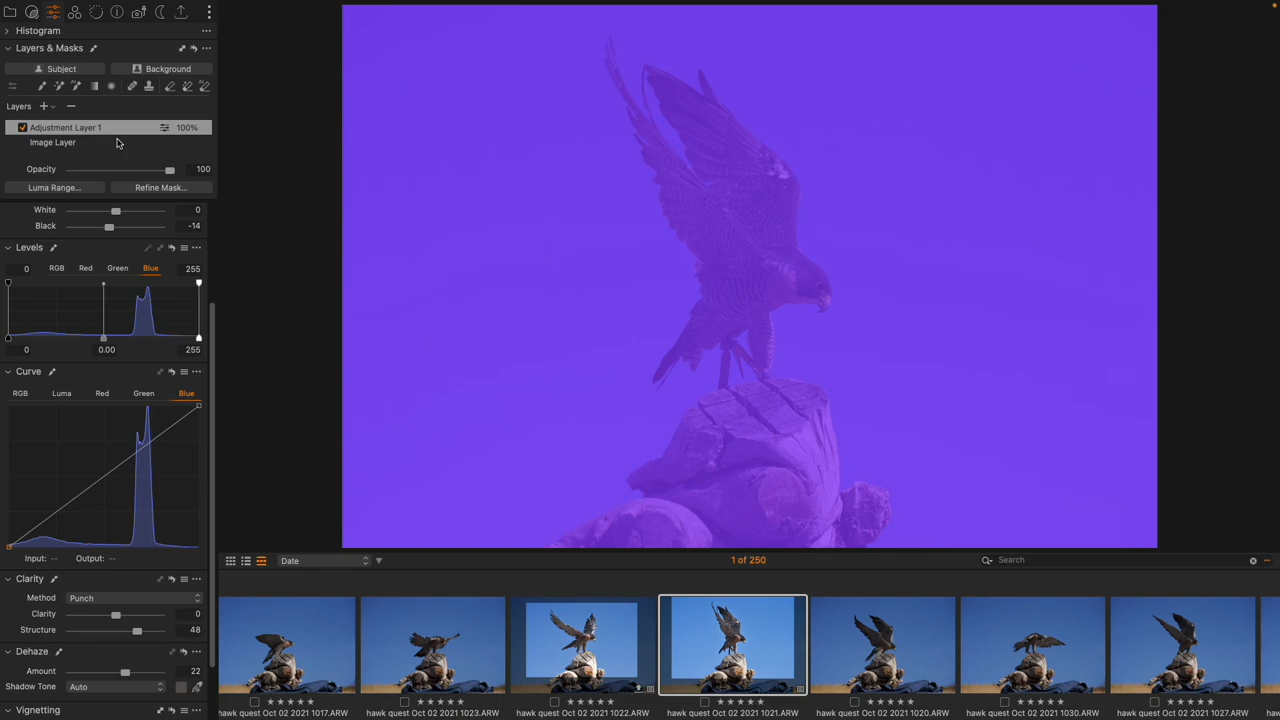 Histogram
Layers & Masks
Subject Background
Layers
Adjustment Layer 1 100%
Image Layer
Opacity 100
Luma Range... Refine Mask...
White 0
Black -14
Levels
0 RGB Red Green Blue 255
0 0.00 255
Curve
RGB Luma Red Green Blue
Input: -- Output: --
Clarity
Method Punch
Clarity 0
Structure 48
Dehaze
Amount 22
Shadow Tone Auto
Vignetting
Date 1 of 250 Search
hawk quest Oct 02 2021 1017.ARW hawk quest Oct 02 2021 1023.ARW hawk quest Oct 02 2021 1022.ARW hawk quest Oct 02 2021 1021.ARW hawk quest Oct 02 2021 1020.ARW hawk quest Oct 02 2021 1030.ARW hawk quest Oct 02 2021 1027.ARW